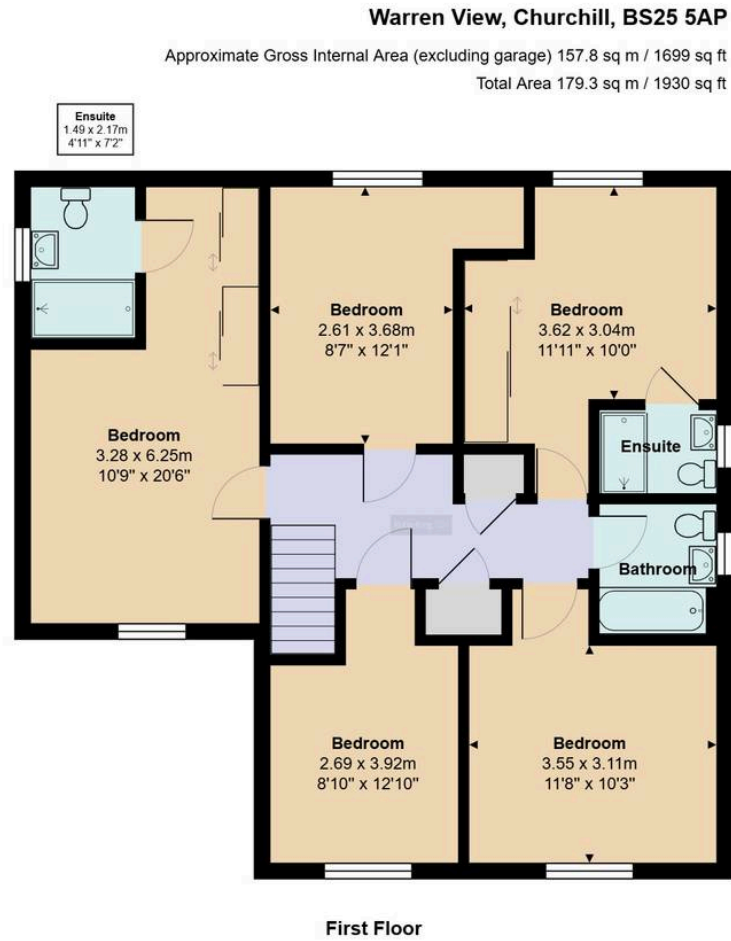 Warren View, Churchill, BS25 5AP
Approximate Gross Internal Area (excluding garage) 157.8 sq m / 1699 sq ft
Total Area 179.3 sq m / 1930 sq ft
Ensuite
1.49 x 2.17m
4'11" x 7'2"
Bedroom
2.61 x 3.68m
8'7" x 12'1"
Bedroom
3.62 x 3.04m
11'11" x 10'0"
Bedroom
3.28 x 6.25m
10'9" x 20'6"
Ensuite
Bathroom
Bedroom
2.69 x 3.92m
8'10" x 12'10"
Bedroom
3.55 x 3.11m
11'8" x 10'3"
First Floor